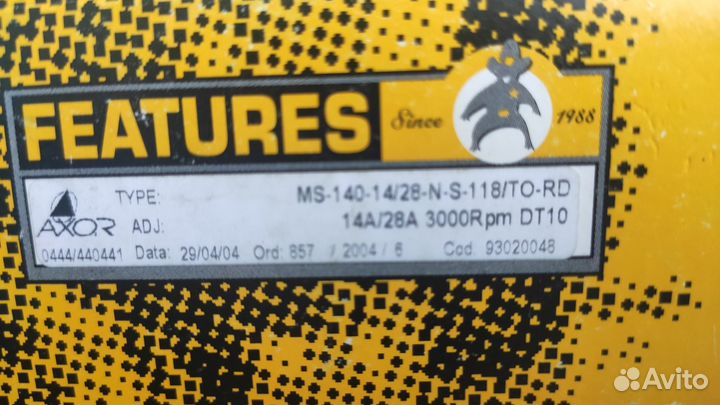 FEATURES
Since 1988
TYPE: MS-140-14/28-N-S-118/TO-RD
AXOR ADJ: 14A/28A 3000Rpm DT10
0444/440441 Data: 29/04/04 Ord: 857 / 2004 / 6 Cod. 93020048
Avito